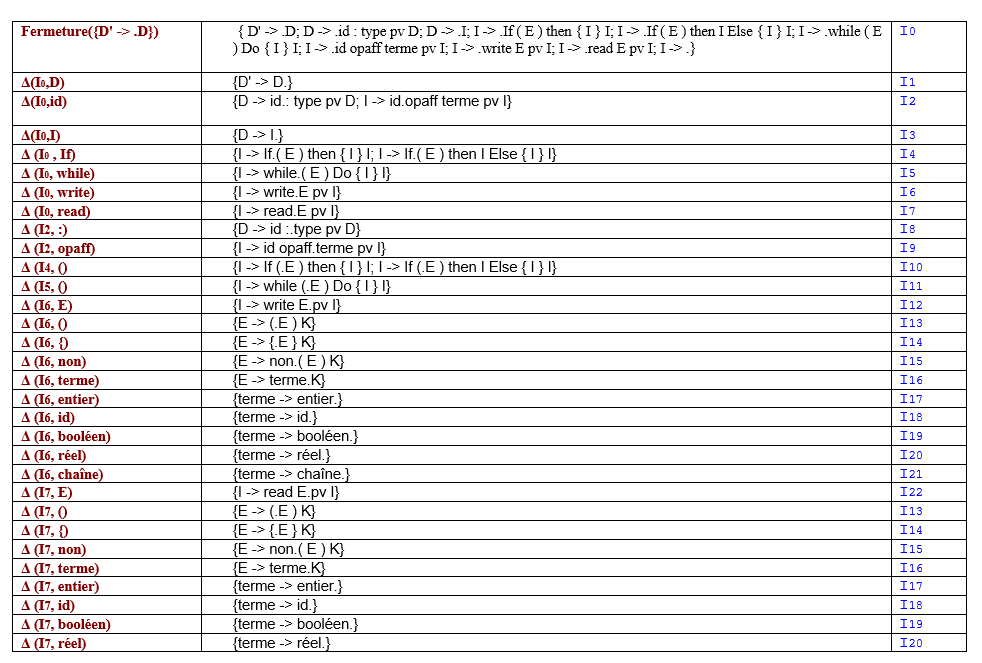 Fermeture({D' -> .D}) { D' -> .D; D -> .id : type pv D; D -> .I; I -> .If ( E ) then { I } I; I -> .If ( E ) then I Else { I } I; I -> .while ( E I0
) Do { I } I; I -> .id opaff terme pv I; I -> .write E pv I; I -> .read E pv I; I -> .}
Δ(I0,D) {D' -> D.} I1
Δ(I0,id) {D -> id.: type pv D; I -> id.opaff terme pv I} I2
Δ(I0,I) {D -> I.} I3
Δ (I0 , If) {I -> If.( E ) then { I } I; I -> If.( E ) then I Else { I } I} I4
Δ (I0, while) {I -> while.( E ) Do { I } I} I5
Δ (I0, write) {I -> write.E pv I} I6
Δ (I0, read) {I -> read.E pv I} I7
Δ (I2, :) {D -> id :.type pv D} I8
Δ (I2, opaff) {I -> id opaff.terme pv I} I9
Δ (I4, () {I -> If (.E ) then { I } I; I -> If (.E ) then I Else { I } I} I10
Δ (I5, () {I -> while (.E ) Do { I } I} I11
Δ (I6, E) {I -> write E.pv I} I12
Δ (I6, () {E -> (.E ) K} I13
Δ (I6, {) {E -> {.E } K} I14
Δ (I6, non) {E -> non.( E ) K} I15
Δ (I6, terme) {E -> terme.K} I16
Δ (I6, entier) {terme -> entier.} I17
Δ (I6, id) {terme -> id.} I18
Δ (I6, booléen) {terme -> booléen.} I19
Δ (I6, réel) {terme -> réel.} I20
Δ (I6, chaîne) {terme -> chaîne.} I21
Δ (I7, E) {I -> read E.pv I} I22
Δ (I7, () {E -> (.E ) K} I13
Δ (I7, {) {E -> {.E } K} I14
Δ (I7, non) {E -> non.( E ) K} I15
Δ (I7, terme) {E -> terme.K} I16
Δ (I7, entier) {terme -> entier.} I17
Δ (I7, id) {terme -> id.} I18
Δ (I7, booléen) {terme -> booléen.} I19
Δ (I7, réel) {terme -> réel.} I20